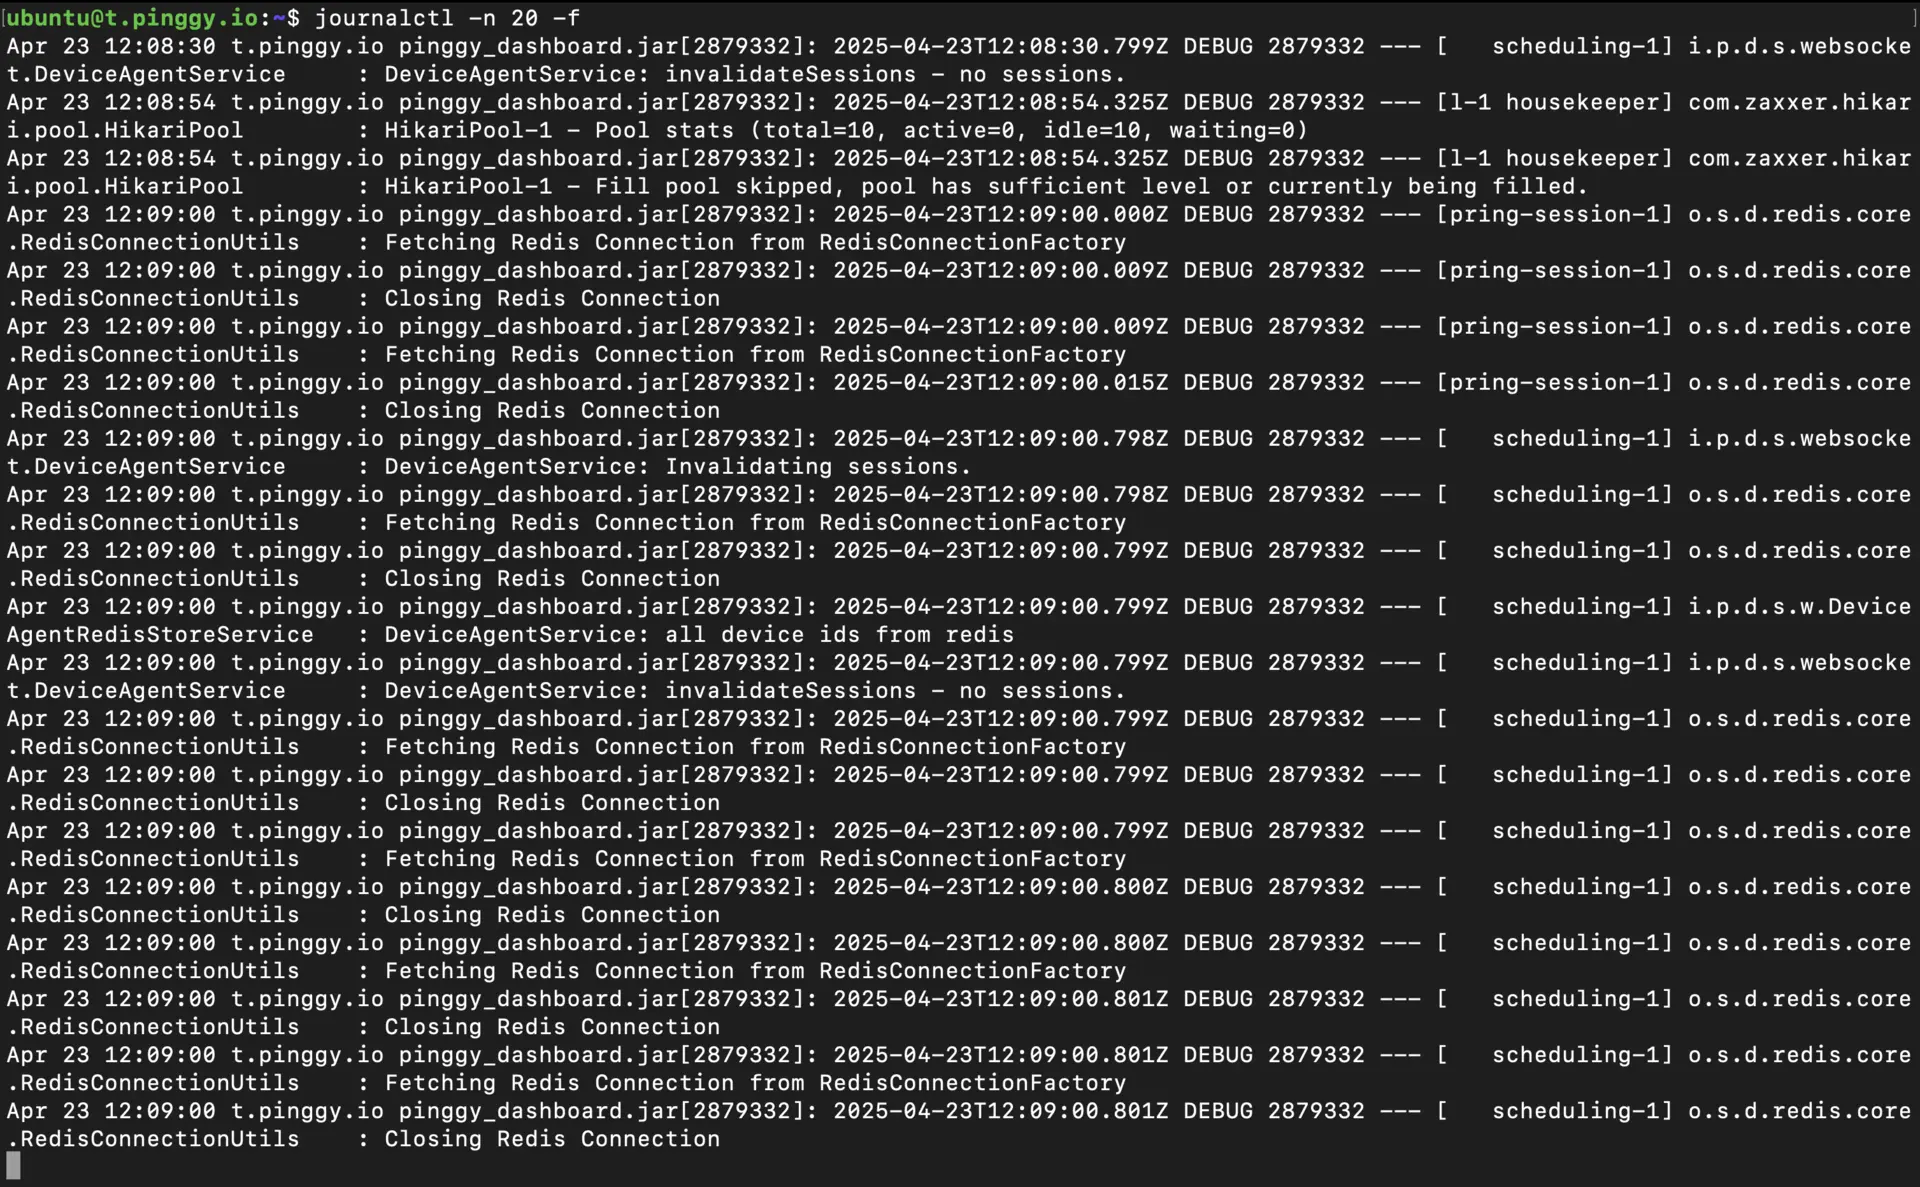 [ubuntu@t.pinggy.io:~$ journalctl -n 20 -f ]
Apr 23 12:08:30 t.pinggy.io pinggy_dashboard.jar[2879332]: 2025-04-23T12:08:30.799Z DEBUG 2879332 --- [   scheduling-1] i.p.d.s.websocke
t.DeviceAgentService     : DeviceAgentService: invalidateSessions - no sessions.
Apr 23 12:08:54 t.pinggy.io pinggy_dashboard.jar[2879332]: 2025-04-23T12:08:54.325Z DEBUG 2879332 --- [l-1 housekeeper] com.zaxxer.hikar
i.pool.HikariPool        : HikariPool-1 - Pool stats (total=10, active=0, idle=10, waiting=0)
Apr 23 12:08:54 t.pinggy.io pinggy_dashboard.jar[2879332]: 2025-04-23T12:08:54.325Z DEBUG 2879332 --- [l-1 housekeeper] com.zaxxer.hikar
i.pool.HikariPool        : HikariPool-1 - Fill pool skipped, pool has sufficient level or currently being filled.
Apr 23 12:09:00 t.pinggy.io pinggy_dashboard.jar[2879332]: 2025-04-23T12:09:00.000Z DEBUG 2879332 --- [pring-session-1] o.s.d.redis.core
.RedisConnectionUtils    : Fetching Redis Connection from RedisConnectionFactory
Apr 23 12:09:00 t.pinggy.io pinggy_dashboard.jar[2879332]: 2025-04-23T12:09:00.009Z DEBUG 2879332 --- [pring-session-1] o.s.d.redis.core
.RedisConnectionUtils    : Closing Redis Connection
Apr 23 12:09:00 t.pinggy.io pinggy_dashboard.jar[2879332]: 2025-04-23T12:09:00.009Z DEBUG 2879332 --- [pring-session-1] o.s.d.redis.core
.RedisConnectionUtils    : Fetching Redis Connection from RedisConnectionFactory
Apr 23 12:09:00 t.pinggy.io pinggy_dashboard.jar[2879332]: 2025-04-23T12:09:00.015Z DEBUG 2879332 --- [pring-session-1] o.s.d.redis.core
.RedisConnectionUtils    : Closing Redis Connection
Apr 23 12:09:00 t.pinggy.io pinggy_dashboard.jar[2879332]: 2025-04-23T12:09:00.798Z DEBUG 2879332 --- [   scheduling-1] i.p.d.s.websocke
t.DeviceAgentService     : DeviceAgentService: Invalidating sessions.
Apr 23 12:09:00 t.pinggy.io pinggy_dashboard.jar[2879332]: 2025-04-23T12:09:00.798Z DEBUG 2879332 --- [   scheduling-1] o.s.d.redis.core
.RedisConnectionUtils    : Fetching Redis Connection from RedisConnectionFactory
Apr 23 12:09:00 t.pinggy.io pinggy_dashboard.jar[2879332]: 2025-04-23T12:09:00.799Z DEBUG 2879332 --- [   scheduling-1] o.s.d.redis.core
.RedisConnectionUtils    : Closing Redis Connection
Apr 23 12:09:00 t.pinggy.io pinggy_dashboard.jar[2879332]: 2025-04-23T12:09:00.799Z DEBUG 2879332 --- [   scheduling-1] i.p.d.s.w.Device
AgentRedisStoreService   : DeviceAgentService: all device ids from redis
Apr 23 12:09:00 t.pinggy.io pinggy_dashboard.jar[2879332]: 2025-04-23T12:09:00.799Z DEBUG 2879332 --- [   scheduling-1] i.p.d.s.websocke
t.DeviceAgentService     : DeviceAgentService: invalidateSessions - no sessions.
Apr 23 12:09:00 t.pinggy.io pinggy_dashboard.jar[2879332]: 2025-04-23T12:09:00.799Z DEBUG 2879332 --- [   scheduling-1] o.s.d.redis.core
.RedisConnectionUtils    : Fetching Redis Connection from RedisConnectionFactory
Apr 23 12:09:00 t.pinggy.io pinggy_dashboard.jar[2879332]: 2025-04-23T12:09:00.799Z DEBUG 2879332 --- [   scheduling-1] o.s.d.redis.core
.RedisConnectionUtils    : Closing Redis Connection
Apr 23 12:09:00 t.pinggy.io pinggy_dashboard.jar[2879332]: 2025-04-23T12:09:00.799Z DEBUG 2879332 --- [   scheduling-1] o.s.d.redis.core
.RedisConnectionUtils    : Fetching Redis Connection from RedisConnectionFactory
Apr 23 12:09:00 t.pinggy.io pinggy_dashboard.jar[2879332]: 2025-04-23T12:09:00.800Z DEBUG 2879332 --- [   scheduling-1] o.s.d.redis.core
.RedisConnectionUtils    : Closing Redis Connection
Apr 23 12:09:00 t.pinggy.io pinggy_dashboard.jar[2879332]: 2025-04-23T12:09:00.800Z DEBUG 2879332 --- [   scheduling-1] o.s.d.redis.core
.RedisConnectionUtils    : Fetching Redis Connection from RedisConnectionFactory
Apr 23 12:09:00 t.pinggy.io pinggy_dashboard.jar[2879332]: 2025-04-23T12:09:00.801Z DEBUG 2879332 --- [   scheduling-1] o.s.d.redis.core
.RedisConnectionUtils    : Closing Redis Connection
Apr 23 12:09:00 t.pinggy.io pinggy_dashboard.jar[2879332]: 2025-04-23T12:09:00.801Z DEBUG 2879332 --- [   scheduling-1] o.s.d.redis.core
.RedisConnectionUtils    : Fetching Redis Connection from RedisConnectionFactory
Apr 23 12:09:00 t.pinggy.io pinggy_dashboard.jar[2879332]: 2025-04-23T12:09:00.801Z DEBUG 2879332 --- [   scheduling-1] o.s.d.redis.core
.RedisConnectionUtils    : Closing Redis Connection